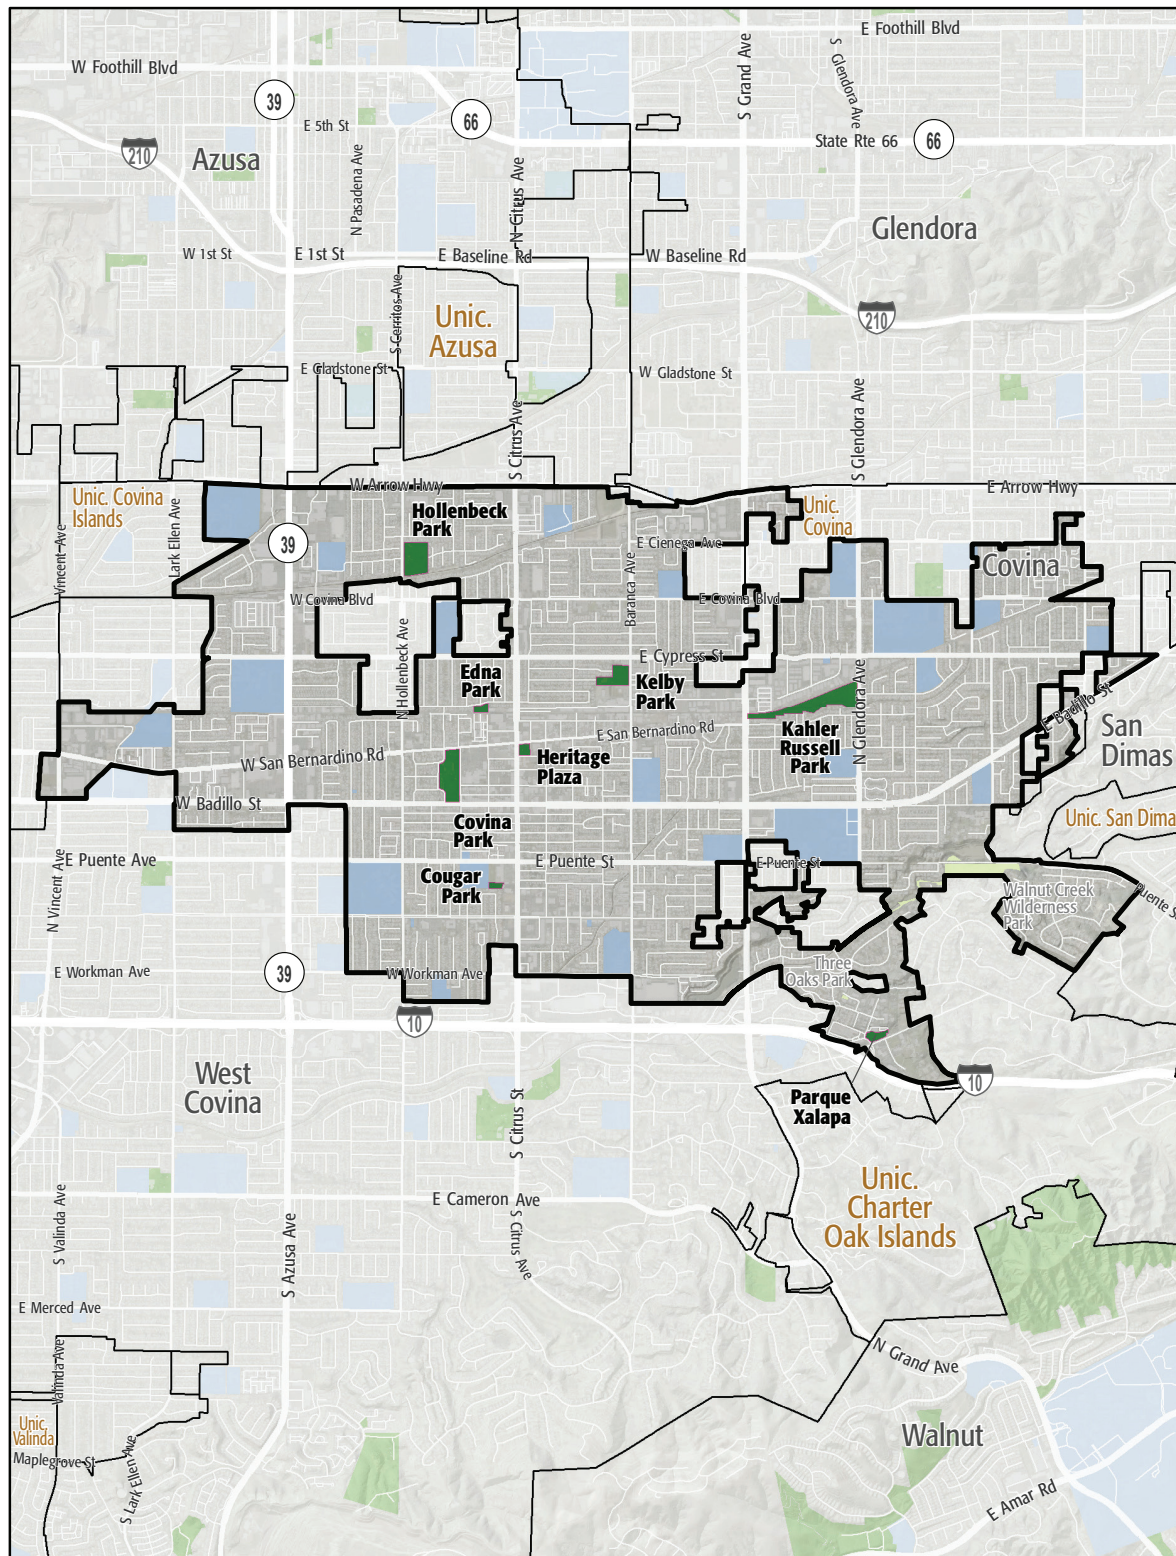 E Foothill Blvd
W Foothill Blvd
S Grand Ave
S Glendora Ave
39
66
E 5th St
State Rte 66
66
210
Azusa
N Pasadena Ave
N Citrus Ave
Glendora
W 1st St
E 1st St
E Baseline Rd
W Baseline Rd
S Cerritos Ave
Unic.
Azusa
210
E Gladstone St
W Gladstone St
S Citrus Ave
S Glendora Ave
W Arrow Hwy
E Arrow Hwy
Unic. Covina
Islands
Lark Ellen Ave
Vincent Ave
Hollenbeck
Park
Unic.
Covina
39
E Cienega Ave
Covina
Baranca Ave
W Covina Blvd
E Covina Blvd
N Hollenbeck Ave
E Cypress St
Edna
Park
Kelby
Park
N Glendora Ave
E Badillo St
San
Dimas
E San Bernardino Rd
Kahler
Russell
Park
W San Bernardino Rd
Heritage
Plaza
W Badillo St
Covina
Park
Unic. San Dima
E Puente Ave
E Puente St
E Puente St
Cougar
Park
N Vincent Ave
Walnut Creek
Wilderness
Park
Puente S
E Workman Ave
39
W Workman Ave
Three
Oaks Park
10
10
West
Covina
Parque
Xalapa
S Citrus St
Unic.
Charter
Oak Islands
E Cameron Ave
S Valinda Ave
S Azusa Ave
S Citrus Ave
E Merced Ave
Valinda Ave
N Grand Ave
Unic.
Valinda
Maplegrove St
S Lark Ellen Ave
Walnut
E Amar Rd